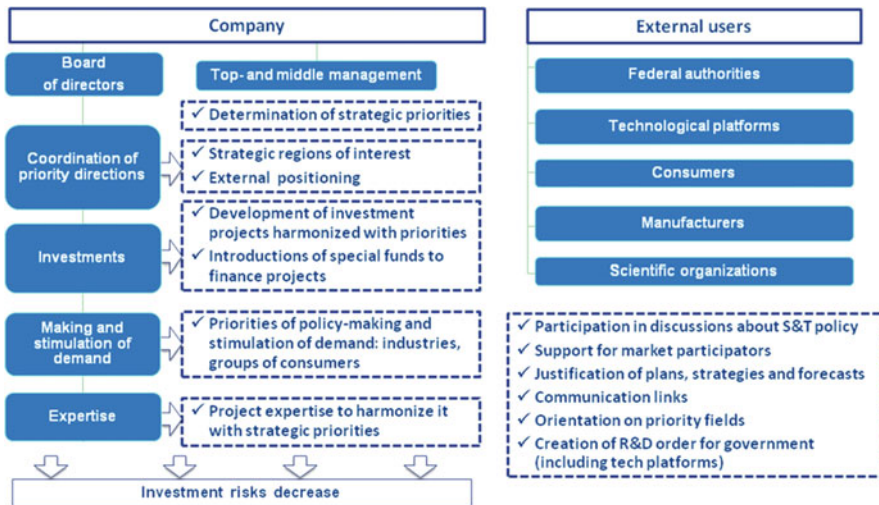 Company
Board
of directors
Top- and middle management
✓ Determination of strategic priorities
Coordination of
priority directions
✓ Strategic regions of interest
✓ External positioning
Investments
✓ Development of investment
projects harmonized with priorities
✓ Introductions of special funds to
finance projects
Making and
stimulation of
demand
✓ Priorities of policy-making and
stimulation of demand: industries,
groups of consumers
Expertise
✓ Project expertise to harmonize it
with strategic priorities
Investment risks decrease
External users
Federal authorities
Technological platforms
Consumers
Manufacturers
Scientific organizations
✓ Participation in discussions about S&T policy
✓ Support for market participators
✓ Justification of plans, strategies and forecasts
✓ Communication links
✓ Orientation on priority fields
✓ Creation of R&D order for government
(including tech platforms)